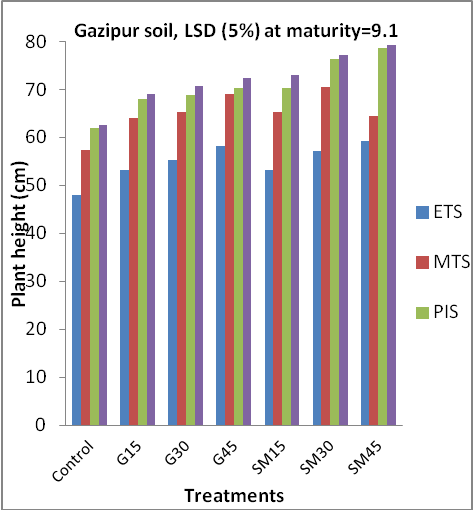 Gazipur soil, LSD (5%) at maturity=9.1
80
70
60
50
40
30
20
10
0
Plant height (cm)
Control
G15
G30
G45
SM15
SM30
SM45
Treatments
ETS
MTS
PIS